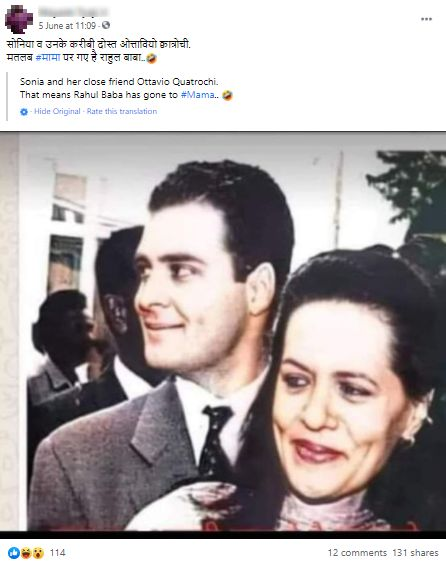 5 June at 11:09 ·
सोनिया व उनके करीबी दोस्त ओत्तावियो क्वात्रोची.
मतलब #मामा पर गए है राहुल बाबा..🤣
Sonia and her close friend Ottavio Quatrochi.
That means Rahul Baba has gone to #Mama.. 🤣
· Hide Original · Rate this translation
114
12 comments 131 shares